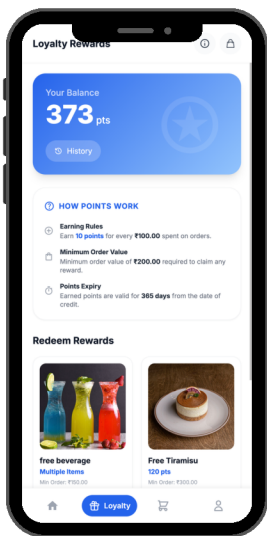 Loyalty Rewards
Your Balance
373 pts
History
HOW POINTS WORK
Earning Rules
Earn 10 points for every ₹100.00 spent on orders.
Minimum Order Value
Minimum order value of ₹200.00 required to claim any
reward.
Points Expiry
Earned points are valid for 365 days from the date of
credit.
Redeem Rewards
free beverage
Multiple Items
Min Order: ₹150.00
Free Tiramisu
120 pts
Min Order: ₹300.00
Loyalty